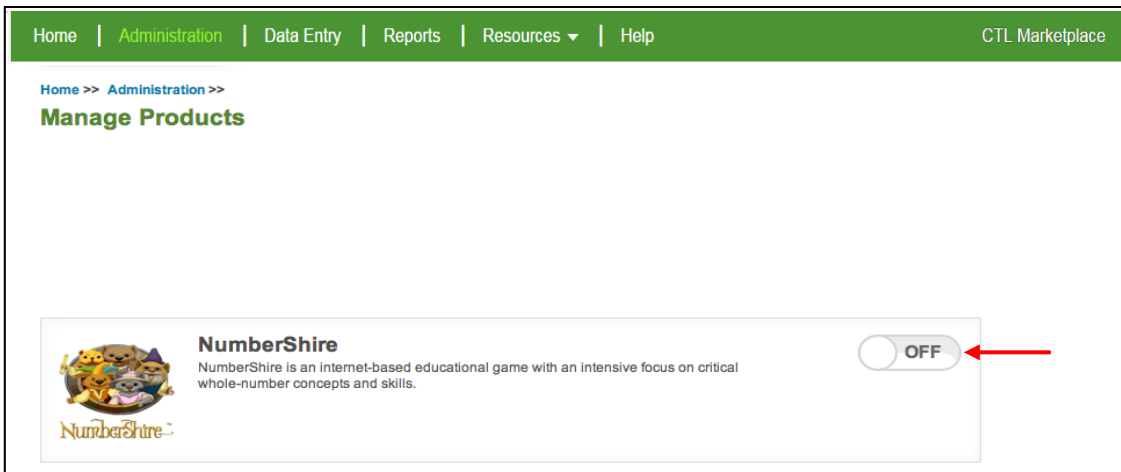 Home | Administration | Data Entry | Reports | Resources | Help CTL Marketplace
Home >> Administration >>
Manage Products
NumberShire
NumberShire is an internet-based educational game with an intensive focus on critical
whole-number concepts and skills.
OFF
NumberShire™